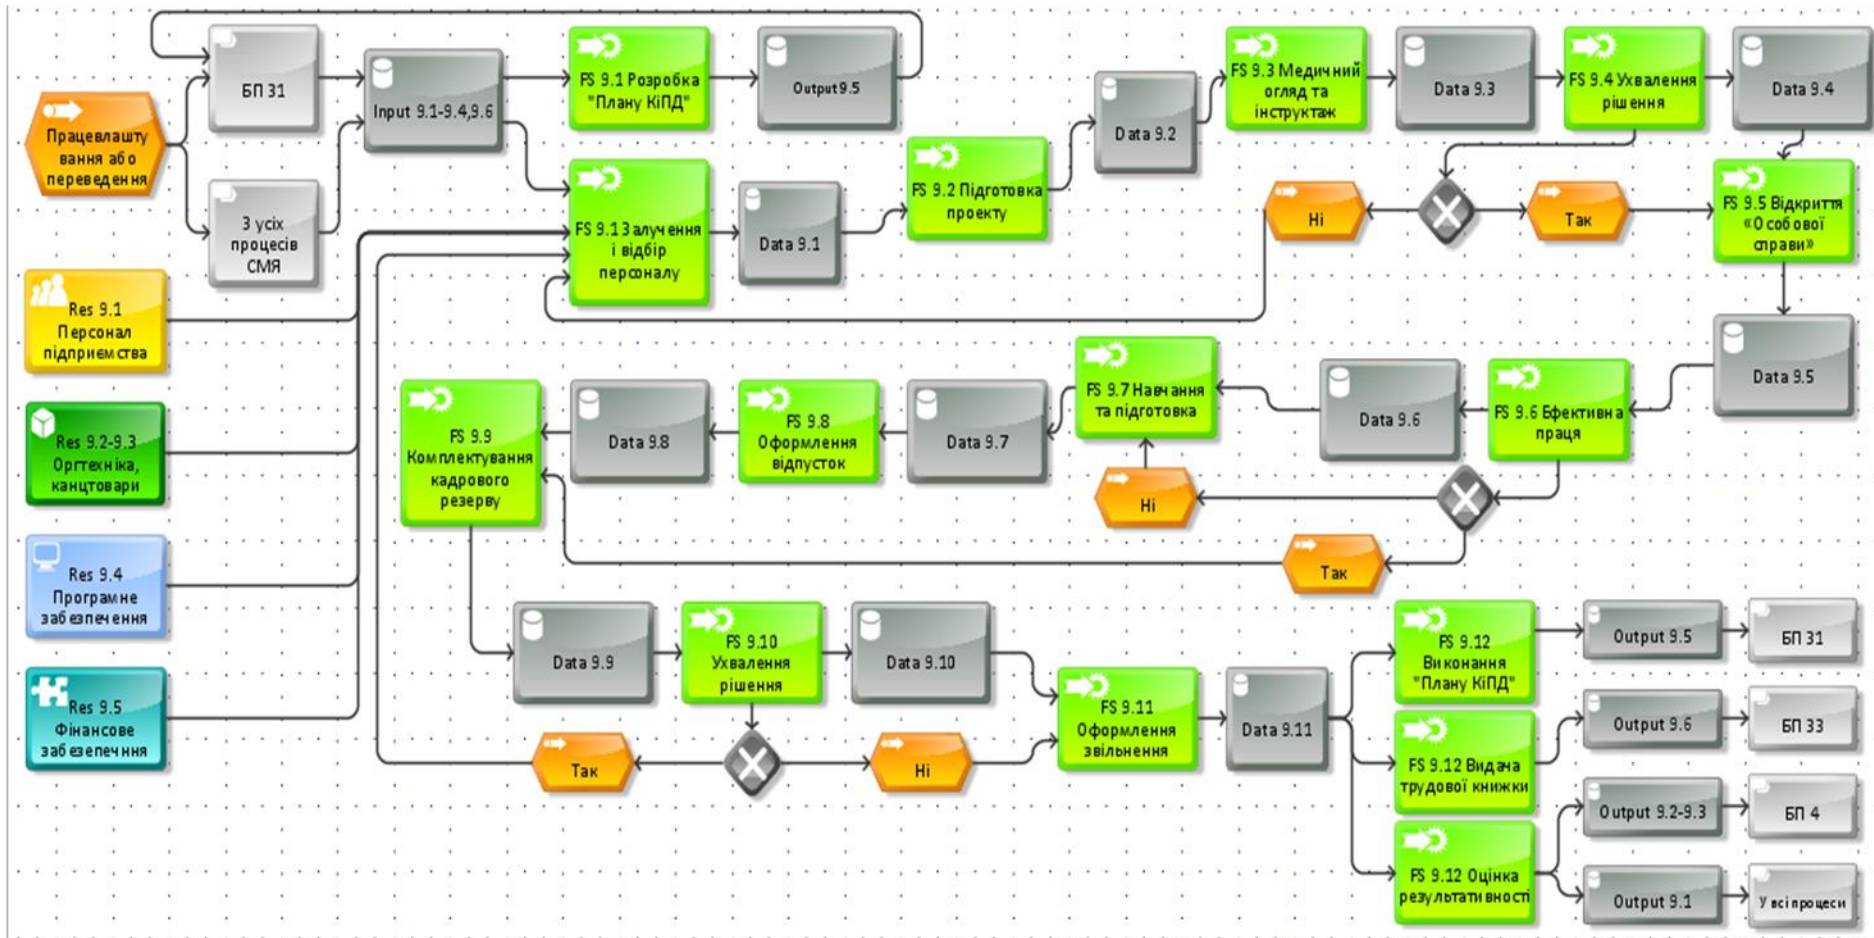 БП 31
Працевлашту
вання або
переведення
З усіх
процесів
СМЯ
Input 9.1-9.4,9.6
FS 9.1 Розробка
"Плану КіПД"
Output 9.5
FS 9.1 Залучення
і відбір
персоналу
Data 9.1
FS 9.2 Підготовка
проекту
Data 9.2
FS 9.3 Медичний
огляд та
інструктаж
Data 9.3
FS 9.4 Ухвалення
рішення
Data 9.4
Ні
Так
FS 9.5 Відкриття
«Особової
справи»
Res 9.1
Персонал
підприємства
Res 9.2-9.3
Оргтехніка,
канцтовари
Res 9.4
Програмне
забезпечення
Res 9.5
Фінансове
забезепечння
Data 9.5
FS 9.6 Ефективна
праця
Data 9.6
FS 9.7 Навчання
та підготовка
Data 9.7
FS 9.8
Оформлення
відпусток
Data 9.8
FS 9.9
Комплектування
кадрового
резерву
Ні
Так
Data 9.9
FS 9.10
Ухвалення
рішення
Data 9.10
Так
Ні
FS 9.11
Оформлення
звільнення
Data 9.11
FS 9.12
Виконання
"Плану КіПД"
Output 9.5
БП 31
FS 9.12 Видача
трудової книжки
Output 9.6
БП 33
FS 9.12 Оцінка
результативності
Output 9.2-9.3
БП 4
Output 9.1
У всі процеси